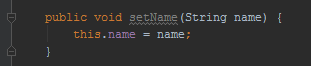 public void setName(String name) {
this.name = name;
}